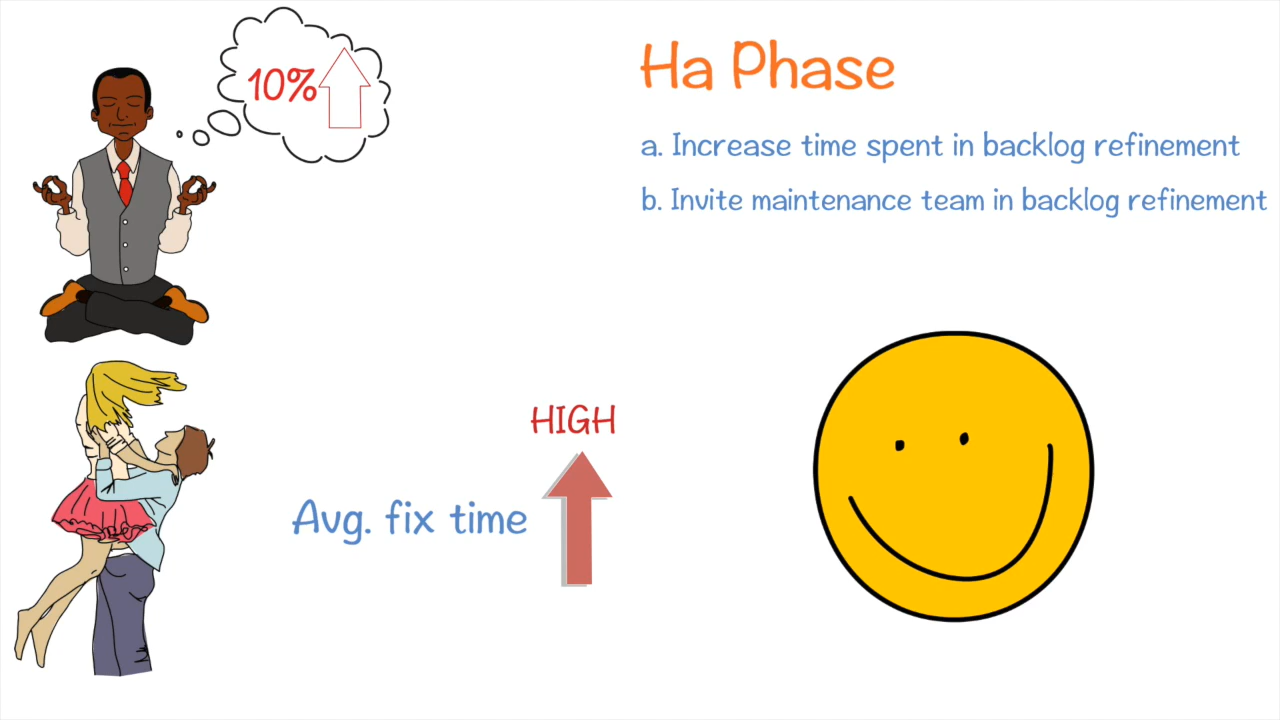 10%
Ha Phase
a. Increase time spent in backlog refinement
b. Invite maintenance team in backlog refinement
HIGH
Avg. fix time